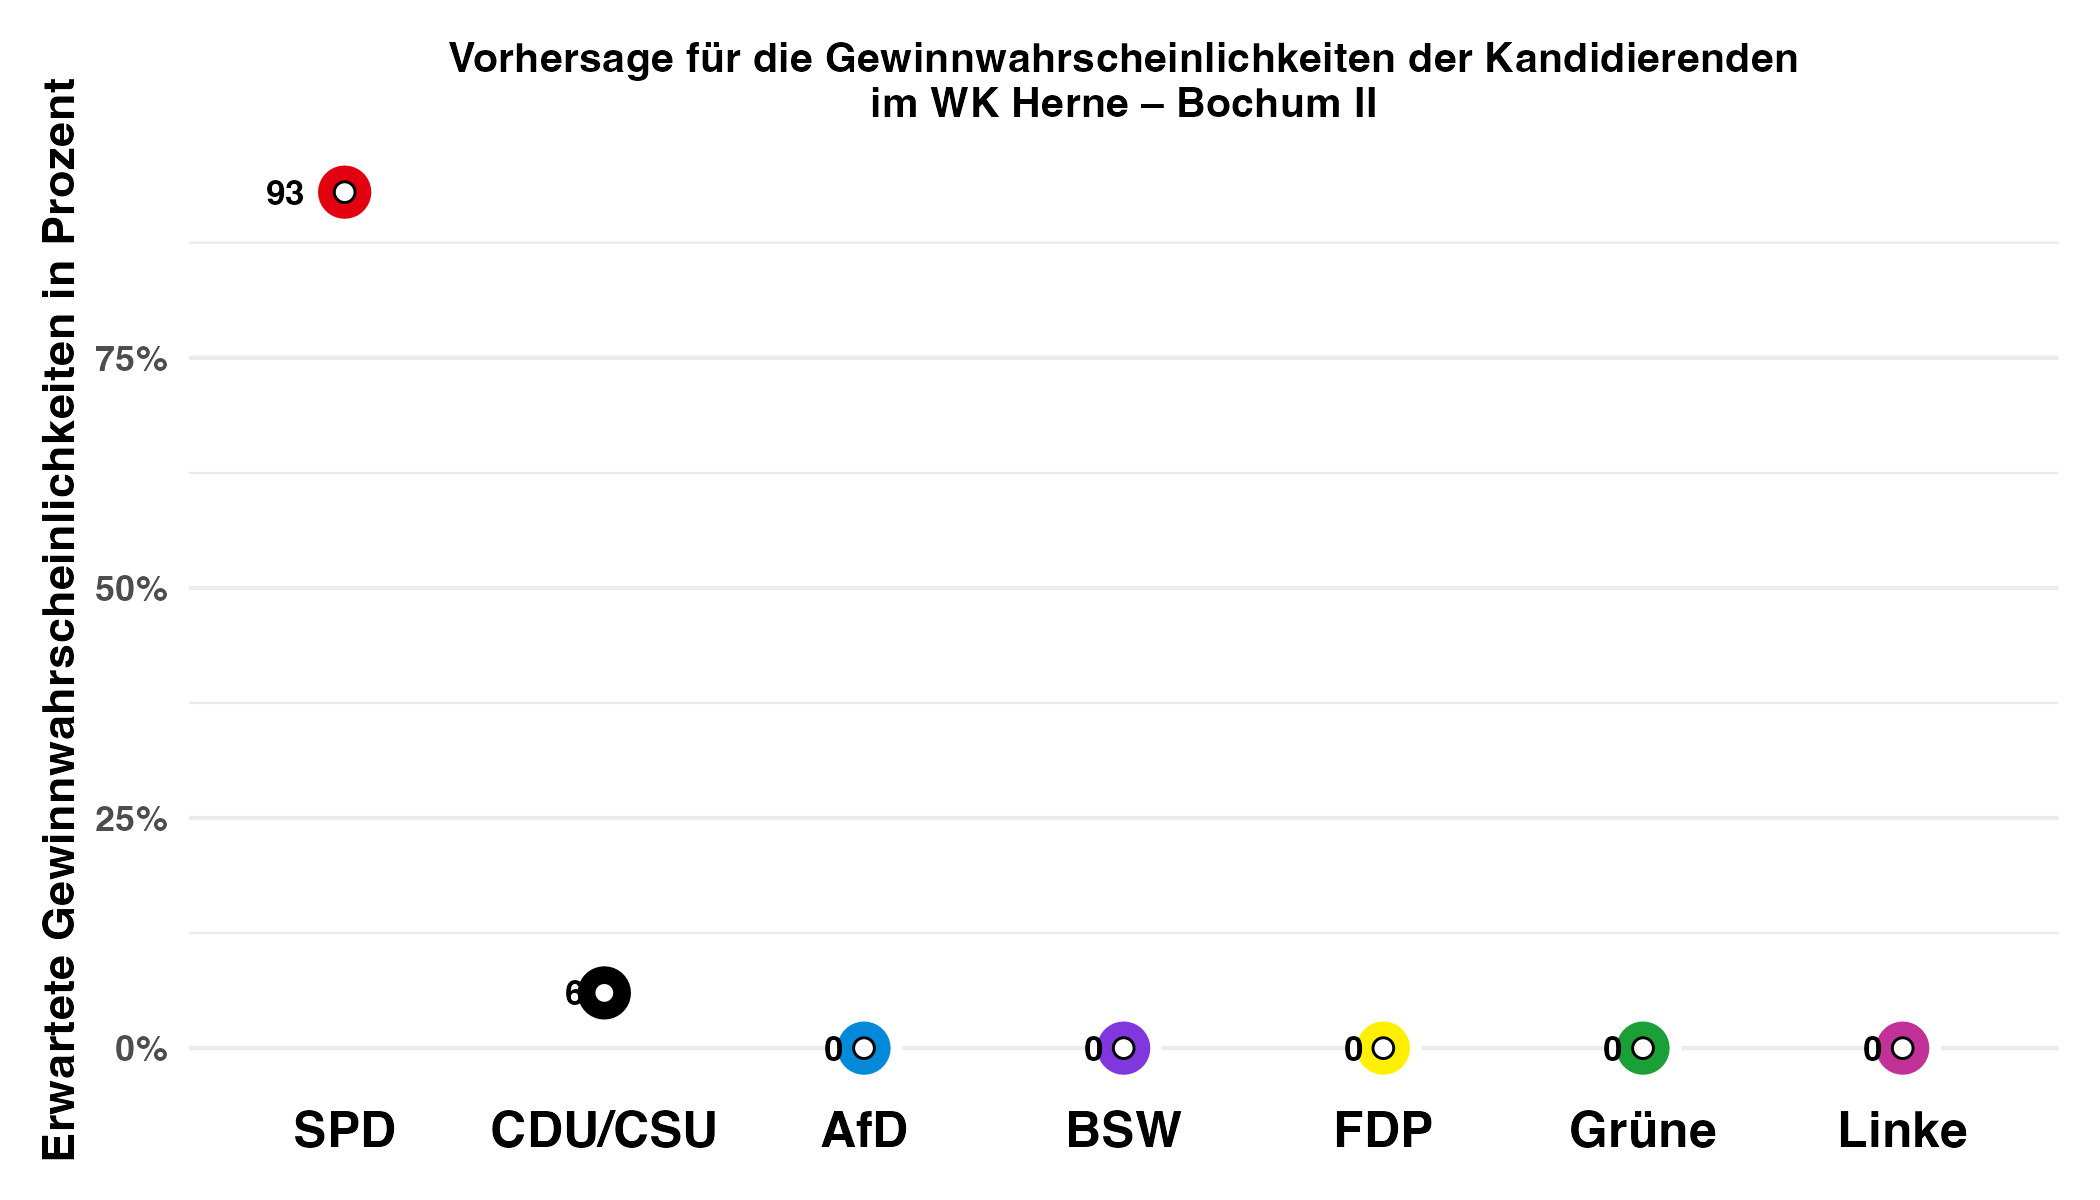 Vorhersage für die Gewinnwahrscheinlichkeiten der Kandidierenden
im WK Herne – Bochum II
Erwartete Gewinnwahrscheinlichkeiten in Prozent
93
75%
50%
25%
6
0%
0
0
0
0
0
SPD
CDU/CSU
AfD
BSW
FDP
Grüne
Linke